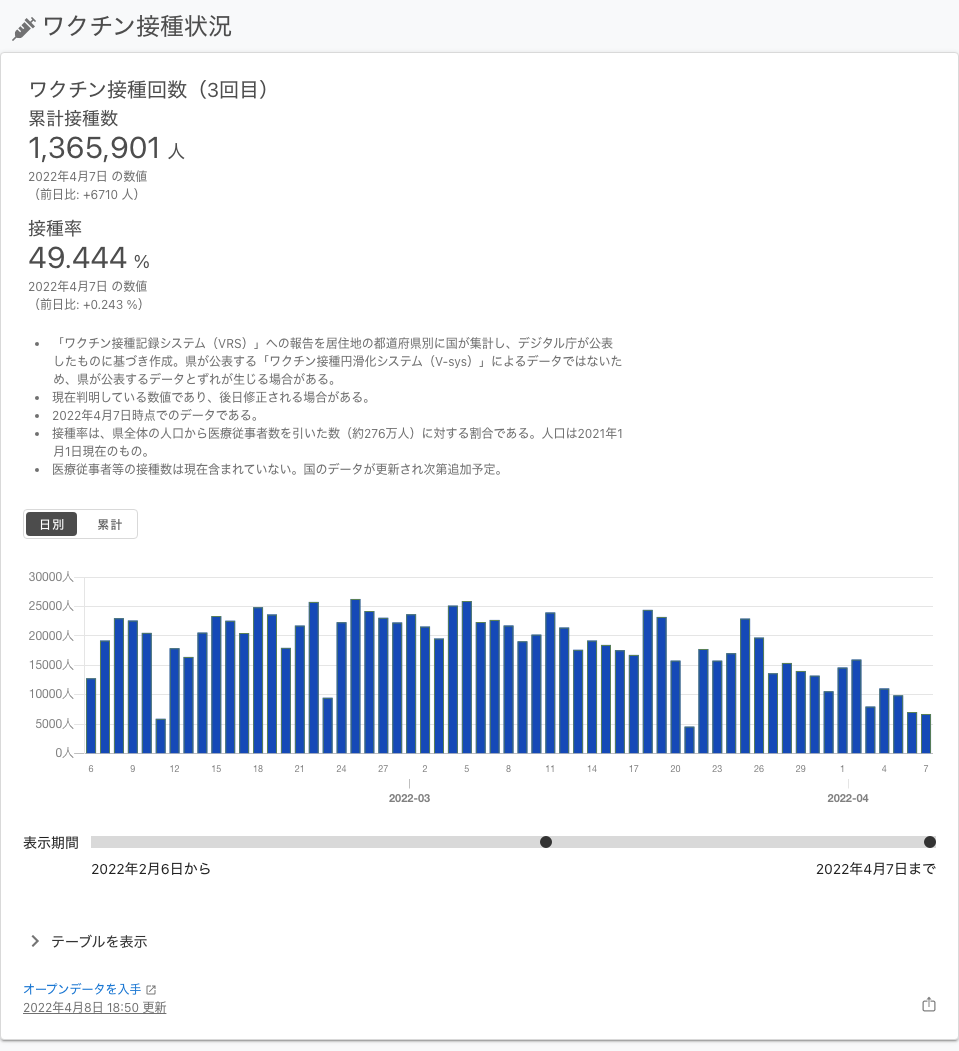 ワクチン接種状況
ワクチン接種回数（3回目）
累計接種数
1,365,901 人
2022年4月7日 の数値
（前日比: +6710 人）
接種率
49.444 %
2022年4月7日 の数値
（前日比: +0.243 %）
• 「ワクチン接種記録システム（VRS）」への報告を居住地の都道府県別に国が集計し、デジタル庁が公表
したものに基づき作成。県が公表する「ワクチン接種円滑化システム（V-sys）」によるデータではないた
め、県が公表するデータとずれが生じる場合がある。
• 現在判明している数値であり、後日修正される場合がある。
• 2022年4月7日時点でのデータである。
• 接種率は、県全体の人口から医療従事者数を引いた数（約276万人）に対する割合である。人口は2021年1
月1日現在のもの。
• 医療従事者等の接種数は現在含まれていない。国のデータが更新され次第追加予定。
日別 累計
30000人
25000人
20000人
15000人
10000人
5000人
0人
6 9 12 15 18 21 24 27 2 5 8 11 14 17 20 23 26 29 1 4 7
2022-03 2022-04
表示期間
2022年2月6日から 2022年4月7日まで
テーブルを表示
オープンデータを入手
2022年4月8日 18:50 更新